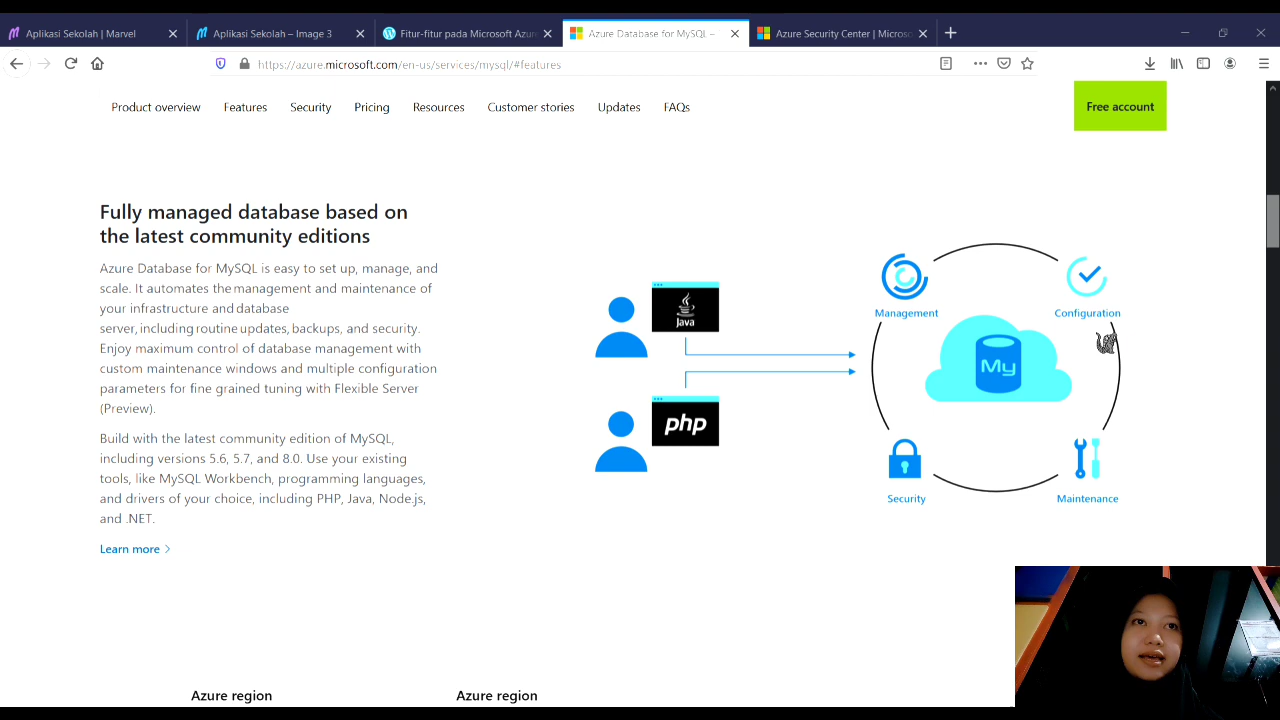 Aplikasi Sekolah | Marvel
Aplikasi Sekolah – Image 3
Fitur-fitur pada Microsoft Azure
Azure Database for MySQL –
Azure Security Center | Microso
https://azure.microsoft.com/en-us/services/mysql/#features
Product overview
Features
Security
Pricing
Resources
Customer stories
Updates
FAQs
Free account
Fully managed database based on
the latest community editions
Azure Database for MySQL is easy to set up, manage, and
scale. It automates the management and maintenance of
your infrastructure and database
server, including routine updates, backups, and security.
Enjoy maximum control of database management with
custom maintenance windows and multiple configuration
parameters for fine grained tuning with Flexible Server
(Preview).
Build with the latest community edition of MySQL,
including versions 5.6, 5.7, and 8.0. Use your existing
tools, like MySQL Workbench, programming languages,
and drivers of your choice, including PHP, Java, Node.js,
and .NET.
Learn more
Java
php
Management
Configuration
My
Security
Maintenance
Azure region
Azure region